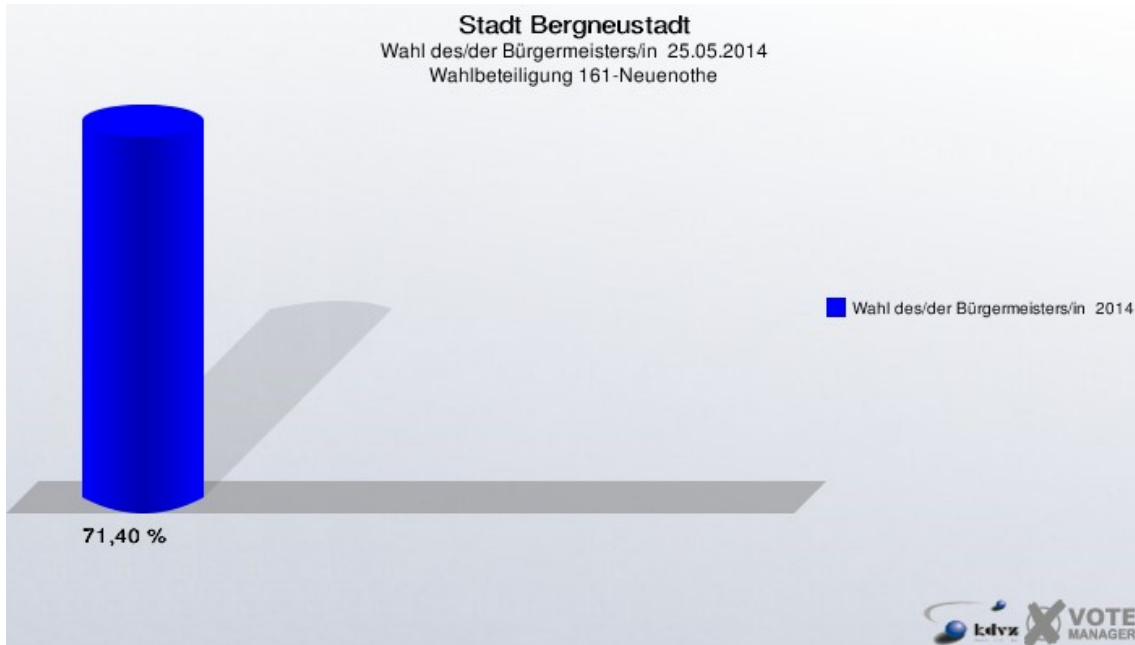 Stadt Bergneustadt
Wahl des/der Bürgermeisters/in 25.05.2014
Wahlbeteiligung 161-Neuenothe
Wahl des/der Bürgermeisters/in 2014
71,40 %
kdvz
VOTE
MANAGER